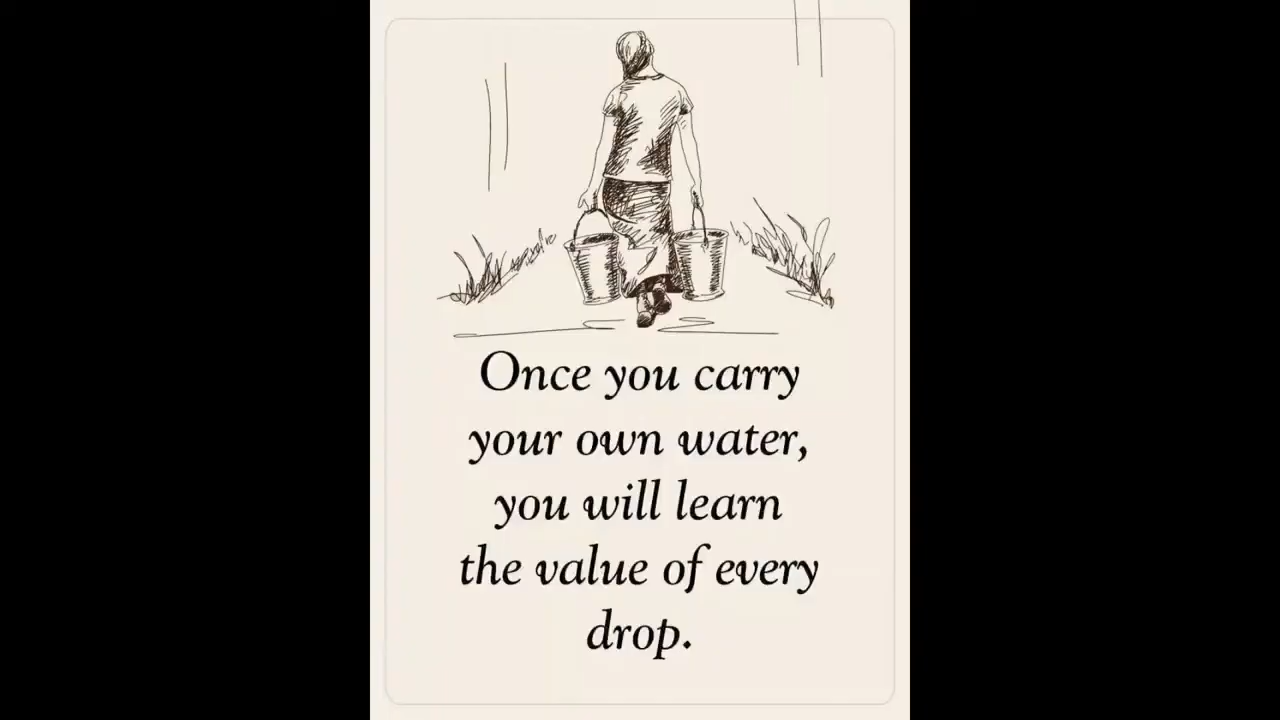 Once you carry
your own water,
you will learn
the value of every
drop.